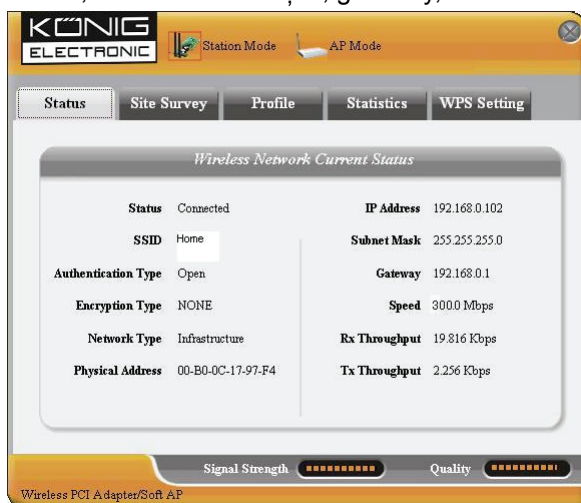 KÖNIG
ELECTRONIC
Station Mode AP Mode
Status Site Survey Profile Statistics WPS Setting
Wireless Network Current Status
Status Connected
SSID Home
Authentication Type Open
Encryption Type NONE
Network Type Infrastructure
Physical Address 00-B0-0C-17-97-F4
IP Address 192.168.0.102
Subnet Mask 255.255.255.0
Gateway 192.168.0.1
Speed 300.0 Mbps
Rx Throughput 19.816 Kbps
Tx Throughput 2.256 Kbps
Signal Strength Quality
Wireless PCI Adapter/Soft AP